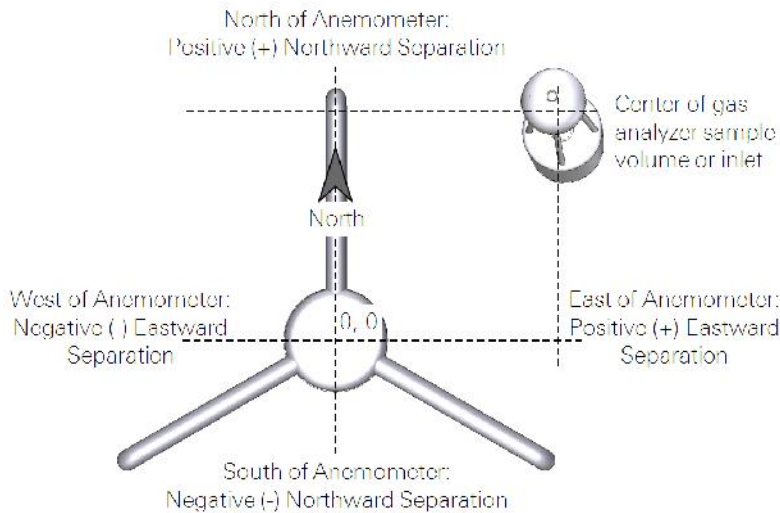 North of Anemometer:
Positive (+) Northward Separation
Center of gas
analyzer sample
volume or inlet
North
West of Anemometer:
Negative (-) Eastward
Separation
0, 0
East of Anemometer:
Positive (+) Eastward
Separation
South of Anemometer:
Negative (-) Northward Separation